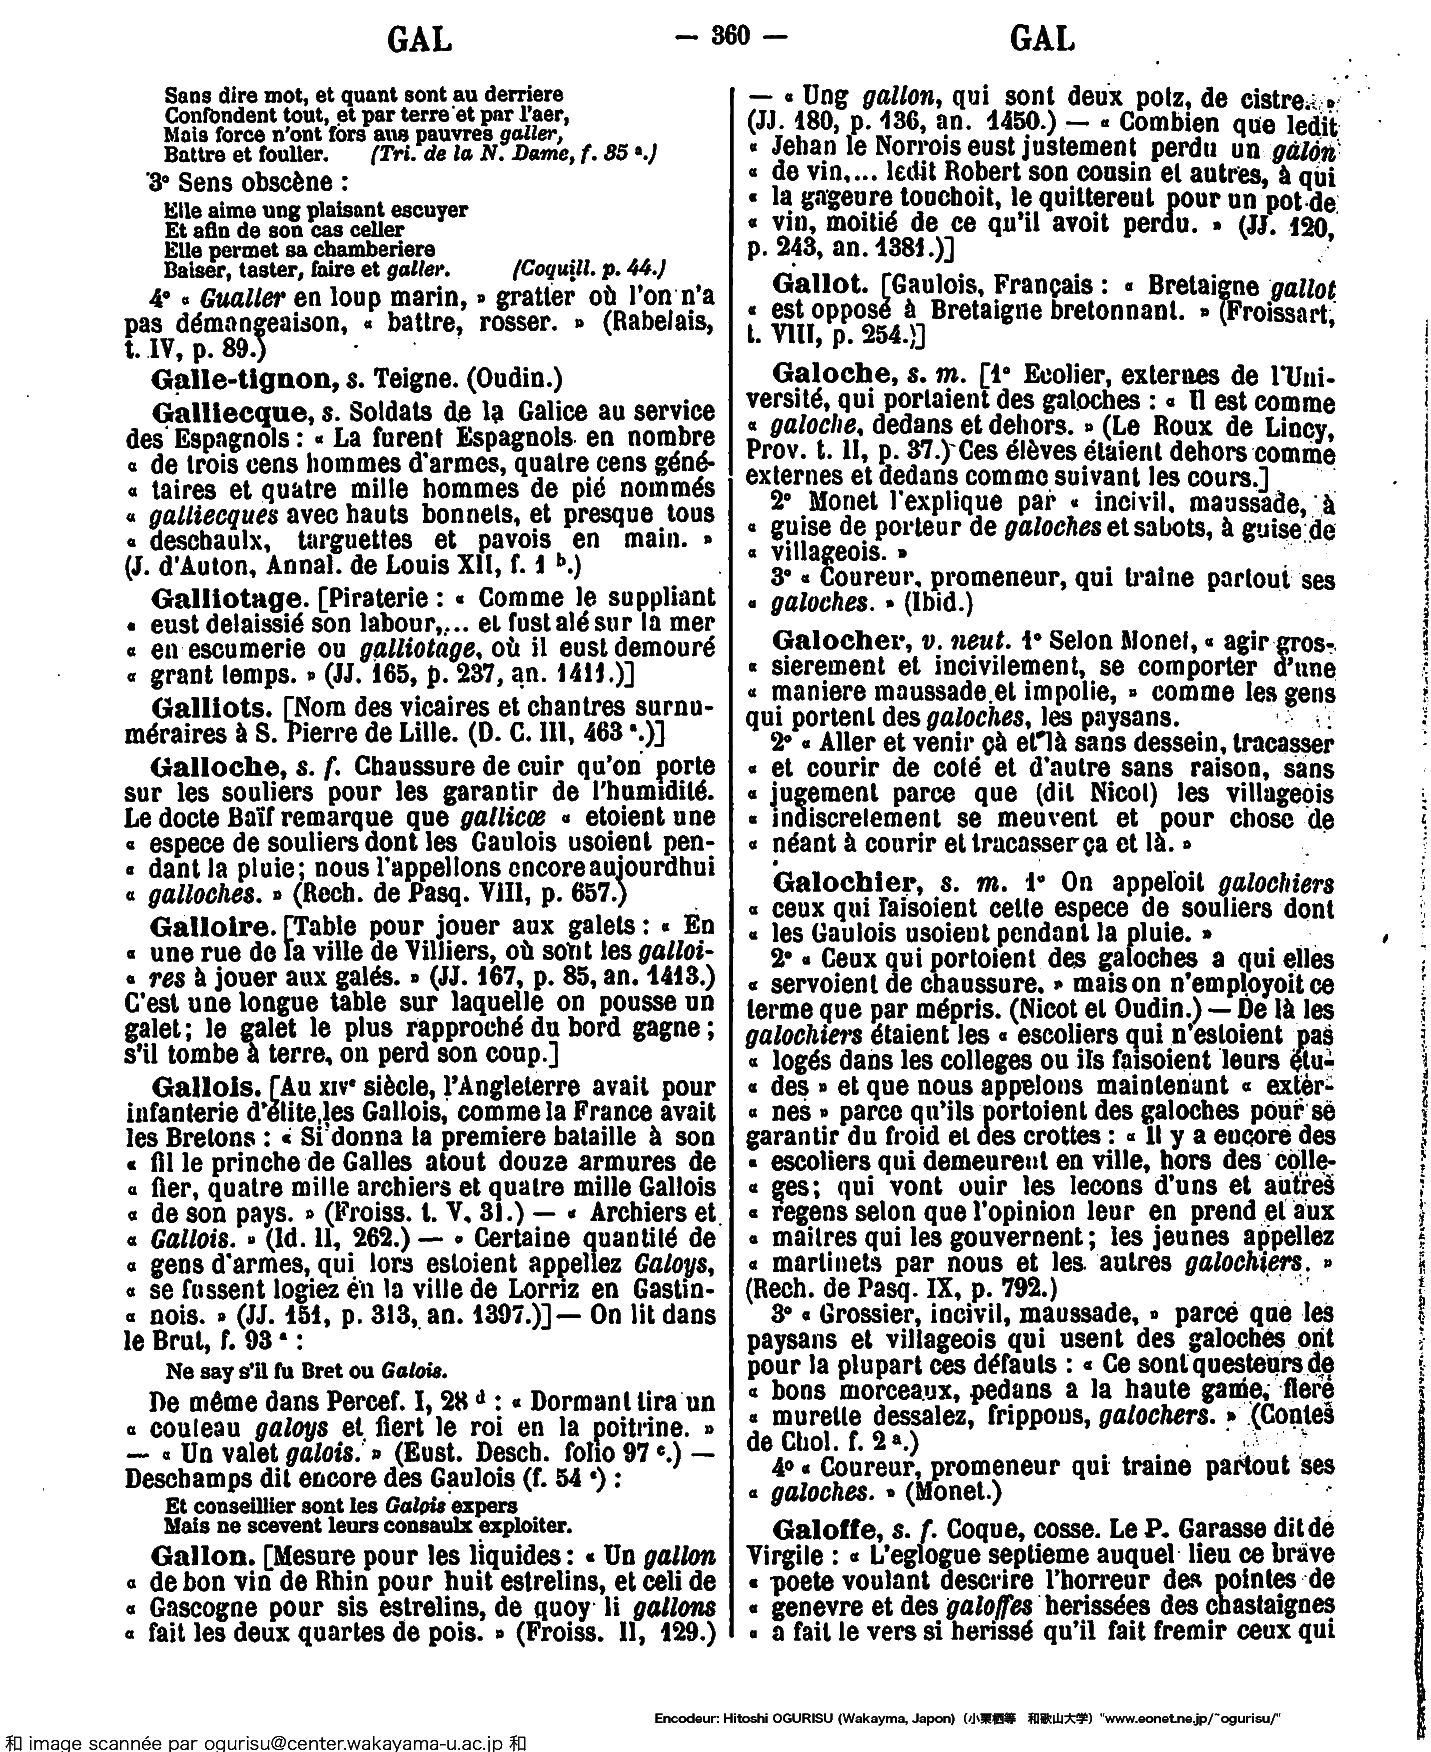 GAL — 360 — GAL
Sans dire mot, et quant sont au derriere
Confondent tout, et par terre et par l'aer,
Mais force n'ont fors aus pauvres galler,
Battre et fouller. (Tri. de la N. Dame, f. 85 a.)
3° Sens obscène :
Elle aime ung plaisant escuyer
Et afin de son cas celler
Elle permet sa chamberiere
Baiser, taster, faire et galler. (Coquill. p. 44.)
4° « Gualler en loup marin, » gratter où l'on n'a
pas démangeaison, « battre, rosser. » (Rabelais,
t. IV, p. 89.)
Galle-tignon, s. Teigne. (Oudin.)
Galliecque, s. Soldats de la Galice au service
des Espagnols : « La furent Espagnols en nombre
« de trois cens hommes d'armes, quatre cens géné-
« taires et quatre mille hommes de pié nommés
« galliecques avec hauts bonnets, et presque tous
« deschaulx, targuettes et pavois en main. »
(J. d'Auton, Annal. de Louis XII, f. 1 b.)
Galliotage. [Piraterie : « Comme le suppliant
« eust delaissié son labour,... et fust alé sur la mer
« en escumerie ou galliotage, où il eust demouré
« grant temps. » (JJ. 165, p. 237, an. 1411.)]
Galliots. [Nom des vicaires et chantres surnu-
méraires à S. Pierre de Lille. (D. C. III, 463 a.)]
Galloche, s. f. Chaussure de cuir qu'on porte
sur les souliers pour les garantir de l'humidité.
Le docte Baïf remarque que gallicœ « etoient une
« espece de souliers dont les Gaulois usoient pen-
« dant la pluie ; nous l'appellons encore aujourdhui
« galloches. » (Rech. de Pasq. VIII, p. 657.)
Galloire. [Table pour jouer aux galets : « En
« une rue de la ville de Villiers, où sont les galloi-
« res à jouer aux galés. » (JJ. 167, p. 85, an. 1413.)
C'est une longue table sur laquelle on pousse un
galet ; le galet le plus rapproché du bord gagne ;
s'il tombe à terre, on perd son coup.]
Gallois. [Au XIVe siècle, l'Angleterre avait pour
infanterie d'élite les Gallois, comme la France avait
les Bretons : « Si donna la premiere bataille à son
« fil le prinche de Galles atout douze armures de
« fier, quatre mille archiers et quatre mille Gallois
« de son pays. » (Froiss. t. V, 31.) — « Archiers et
« Gallois. » (Id. II, 262.) — « Certaine quantité de
« gens d'armes, qui lors estoient appellez Galoys,
« se fussent logiez en la ville de Lorriz en Gastin-
« nois. » (JJ. 151, p. 313, an. 1397.)] — On lit dans
le Brut, f. 93 a :
Ne say s'il fu Bret ou Galois.
De même dans Percef. I, 28 d : « Dormant tira un
« couteau galoys et fiert le roi en la poitrine. »
— « Un valet galois. » (Eust. Desch. folio 97 c.) —
Deschamps dit encore des Gaulois (f. 54 c) :
Et conseillier sont les Galois expers
Mais ne scevent leurs consaulx exploiter.
Gallon. [Mesure pour les liquides : « Un gallon
« de bon vin de Rhin pour huit estrelins, et celi de
« Gascogne pour sis estrelins, de quoy li gallons
« fait les deux quartes de pois. » (Froiss. II, 129.)
— « Ung gallon, qui sont deux potz, de cistre. »
(JJ. 180, p. 136, an. 1450.) — « Combien que ledit
« Jehan le Norrois eust justement perdu un galon
« de vin,... ledit Robert son cousin et autres, à qui
« la gageure touchoit, le quitterent pour un pot de
« vin, moitié de ce qu'il avoit perdu. » (JJ. 120,
p. 243, an. 1381.)]
Gallot. [Gaulois, Français : « Bretaigne gallot
« est opposé à Bretaigne bretonnant. » (Froissart,
t. VIII, p. 254.)]
Galoche, s. m. [1° Ecolier, externes de l'Uni-
versité, qui portaient des galoches : « Il est comme
« galoche, dedans et dehors. » (Le Roux de Lincy,
Prov. t. II, p. 37.) Ces élèves étaient dehors comme
externes et dedans comme suivant les cours.]
2° Monet l'explique par « incivil, maussade, à
« guise de porteur de galoches et sabots, à guise de
« villageois. »
3° « Coureur, promeneur, qui traine partout ses
« galoches. » (Ibid.)
Galocher, v. neut. 1° Selon Monet, « agir gros-
« sierement et incivilement, se comporter d'une
« maniere maussade et impolie, » comme les gens
qui portent des galoches, les paysans.
2° « Aller et venir çà et là sans dessein, tracasser
« et courir de coté et d'autre sans raison, sans
« jugement parce que (dit Nicot) les villageois
« indiscretement se meuvent et pour chose de
« néant à courir et tracasser ça et là. »
Galochier, s. m. 1° On appeloit galochiers
« ceux qui faisoient cette espece de souliers dont
« les Gaulois usoient pendant la pluie. »
2° « Ceux qui portoient des galoches a qui elles
« servoient de chaussure, » mais on n'employoit ce
terme que par mépris. (Nicot et Oudin.) — De là les
galochiers étaient les « escoliers qui n'estoient pas
« logés dans les colleges ou ils faisoient leurs étu-
« des » et que nous appelons maintenant « exter-
« nes » parce qu'ils portoient des galoches pour se
garantir du froid et des crottes : « Il y a encore des
« escoliers qui demeurent en ville, hors des colle-
« ges ; qui vont ouir les lecons d'uns et autres
« regens selon que l'opinion leur en prend et aux
« maitres qui les gouvernent ; les jeunes appellez
« martinets par nous et les autres galochiers. »
(Rech. de Pasq. IX, p. 792.)
3° « Grossier, incivil, maussade, » parce que les
paysans et villageois qui usent des galoches ont
pour la plupart ces défauts : « Ce sont questeurs de
« bons morceaux, pedans a la haute game, fiere
« murette dessalez, frippons, galochers. » (Contes
de Chol. f. 2 a.)
4° « Coureur, promeneur qui traine partout ses
« galoches. » (Monet.)
Galoffe, s. f. Coque, cosse. Le P. Garasse dit de
Virgile : « L'eglogue septieme auquel lieu ce brave
« poete voulant descrire l'horreur des pointes de
« genevre et des galoffes herissées des chastaignes
« a fait le vers si herissé qu'il fait fremir ceux qui
Encodeur: Hitoshi OGURISU (Wakayma, Japon) (小栗栖等 和歌山大学) "www.eonet.ne.jp/~ogurisu/"
和 image scannée par ogurisu@center.wakayama-u.ac.jp 和